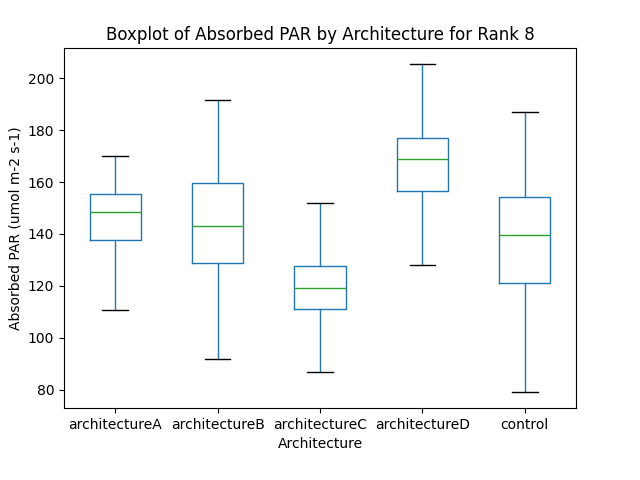 Boxplot of Absorbed PAR by Architecture for Rank 8
Absorbed PAR (umol m-2 s-1)
200
180
160
140
120
100
80
architectureA architectureB architectureC architectureD control
Architecture